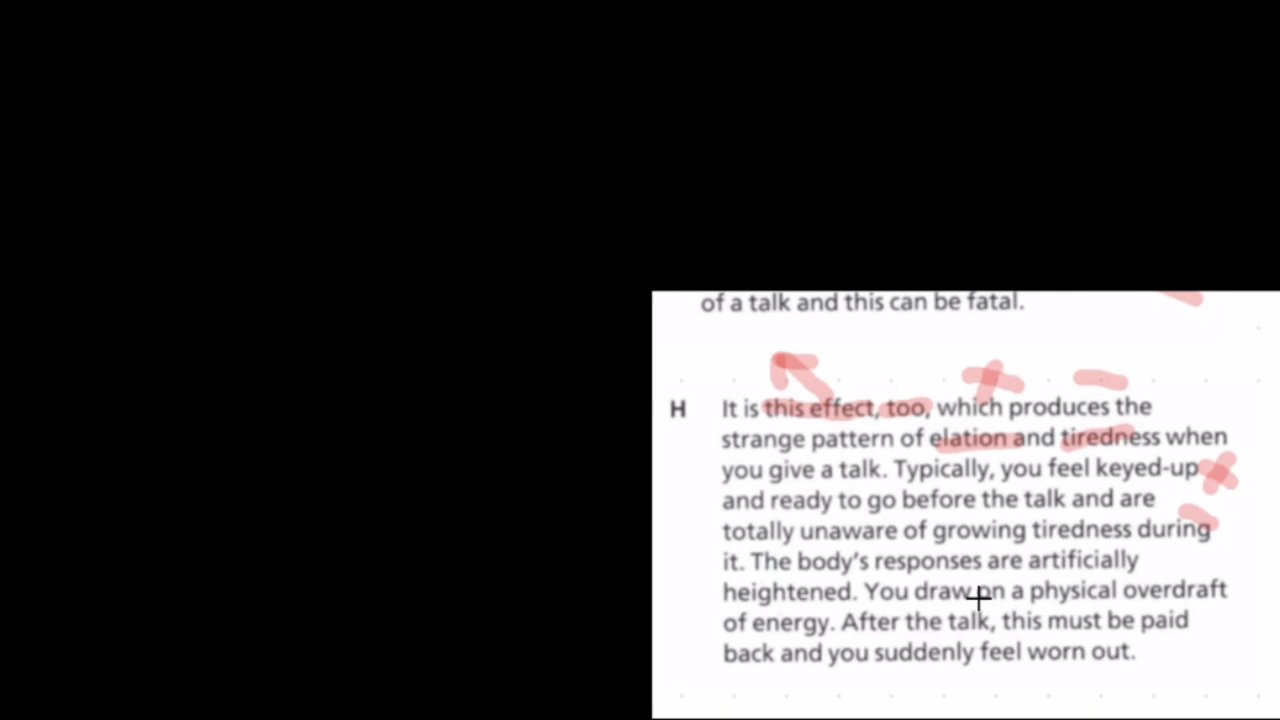 of a talk and this can be fatal.
H It is this effect, too, which produces the
strange pattern of elation and tiredness when
you give a talk. Typically, you feel keyed-up
and ready to go before the talk and are
totally unaware of growing tiredness during
it. The body's responses are artificially
heightened. You draw on a physical overdraft
of energy. After the talk, this must be paid
back and you suddenly feel worn out.